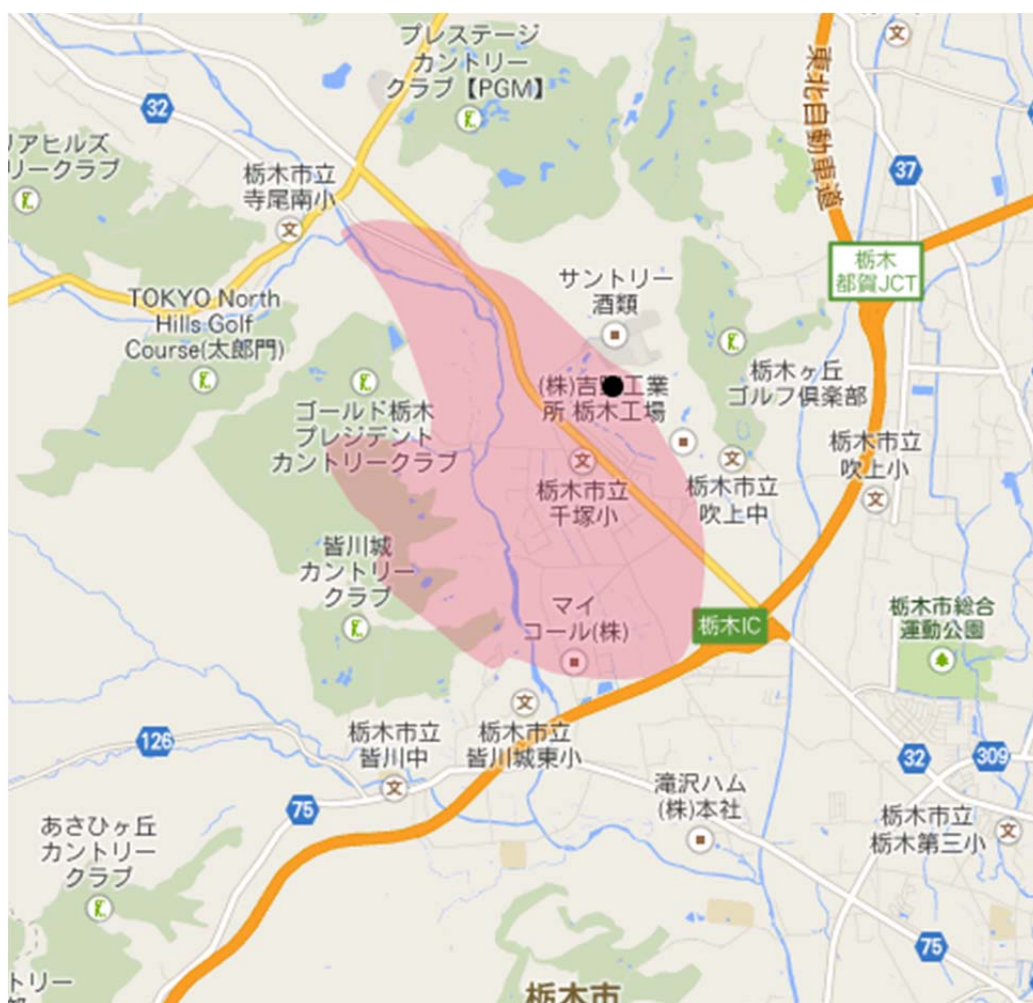 プレステージ
カントリー
クラブ【PGM】
東北自動車道
32
リークラブ
栃木市立
寺尾南小
37
栃木
都賀JCT
サントリー
酒類
TOKYO North
Hills Golf
Course(太郎門)
栃木ヶ丘
ゴルフ倶楽部
(株)吉 工業
所 栃木工場
ゴールド栃木
プレジデント
カントリークラブ
栃木市立
吹上小
栃木市立
千塚小
栃木市立
吹上中
皆川城
カントリー
クラブ
マイ
コール(株)
栃木IC
栃木市総合
運動公園
栃木市立
皆川中
栃木市立
皆川城東小
126
32
309
75
滝沢ハム
(株)本社
栃木市立
栃木第三小
あさひヶ丘
カントリー
クラブ
75
トリー
栃木市